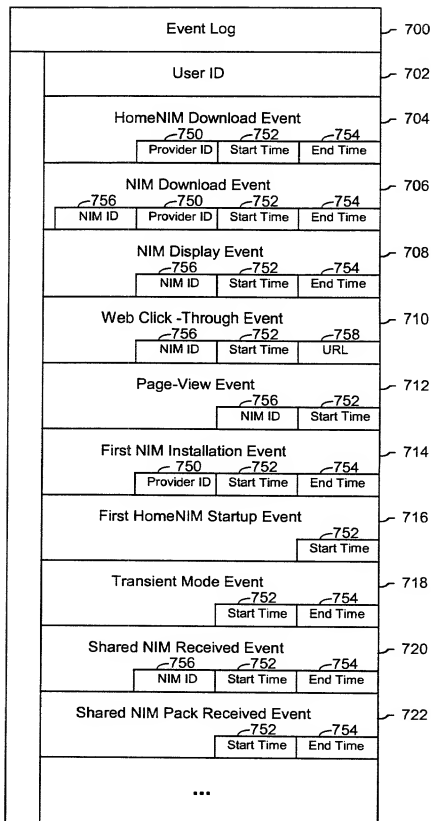 Event Log 700
User ID 702
HomeNIM Download Event 704
750 752 754
Provider ID Start Time End Time
NIM Download Event 706
756 750 752 754
NIM ID Provider ID Start Time End Time
NIM Display Event 708
756 752 754
NIM ID Start Time End Time
Web Click -Through Event 710
756 752 758
NIM ID Start Time URL
Page-View Event 712
756 752
NIM ID Start Time
First NIM Installation Event 714
750 752 754
Provider ID Start Time End Time
First HomeNIM Startup Event 716
752
Start Time
Transient Mode Event 718
752 754
Start Time End Time
Shared NIM Received Event 720
756 752 754
NIM ID Start Time End Time
Shared NIM Pack Received Event 722
752 754
Start Time End Time
...